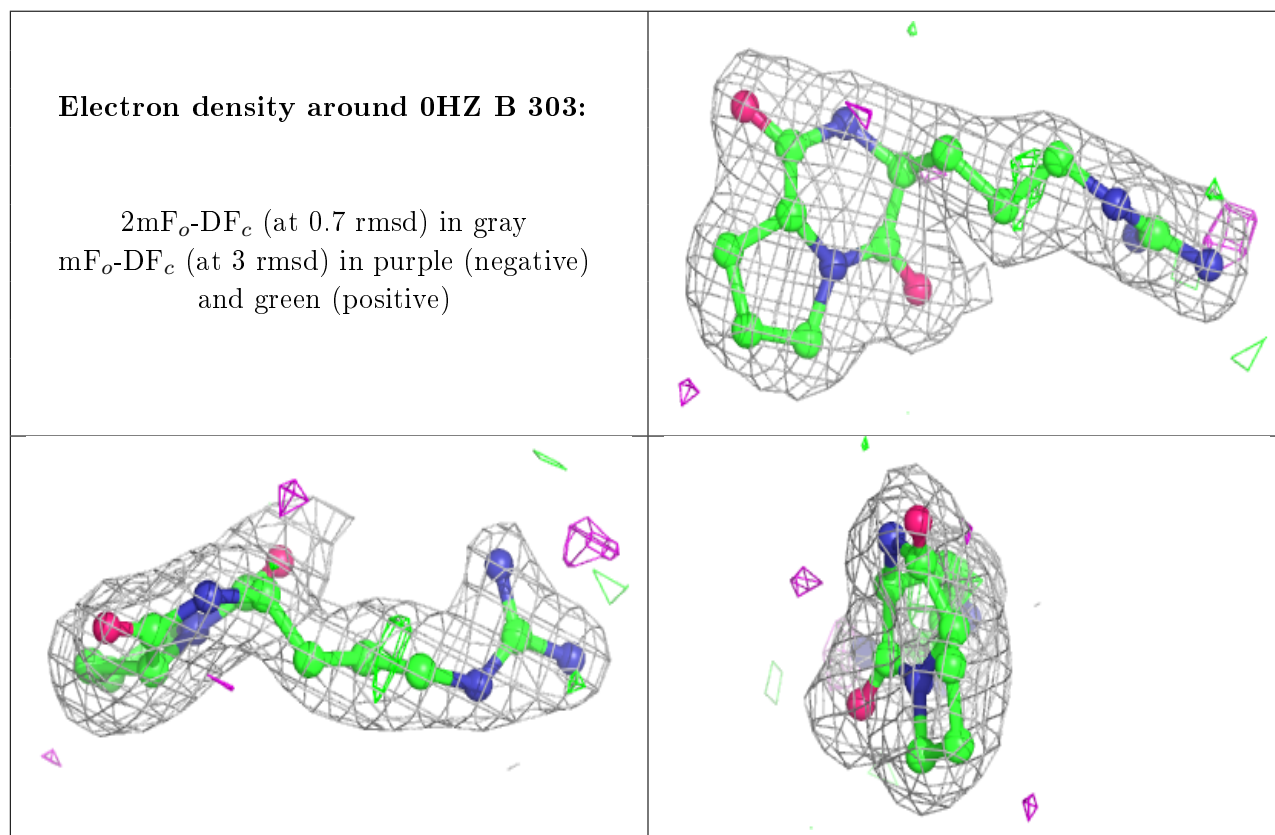 Electron density around 0HZ B 303:
2mFₒ-DF𝒸 (at 0.7 rmsd) in gray
mFₒ-DF𝒸 (at 3 rmsd) in purple (negative)
and green (positive)